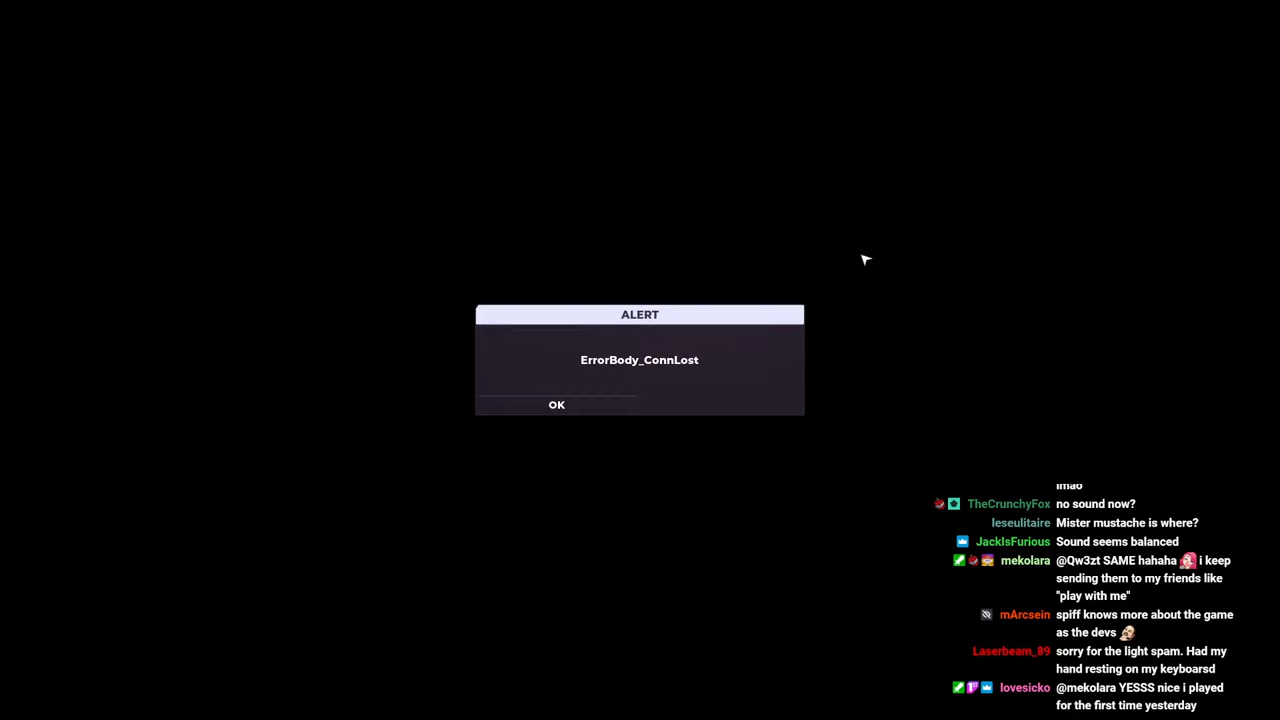 ALERT
ErrorBody_ConnLost
OK
lmao
TheCrunchyFox no sound now?
leseulitaire Mister mustache is where?
JackIsFurious Sound seems balanced
mekolara @Qw3zt SAME hahaha i keep
sending them to my friends like
"play with me"
mArcsein spiff knows more about the game
as the devs
Laserbeam_89 sorry for the light spam. Had my
hand resting on my keyboarsd
lovesicko @mekolara YESSS nice i played
for the first time yesterday